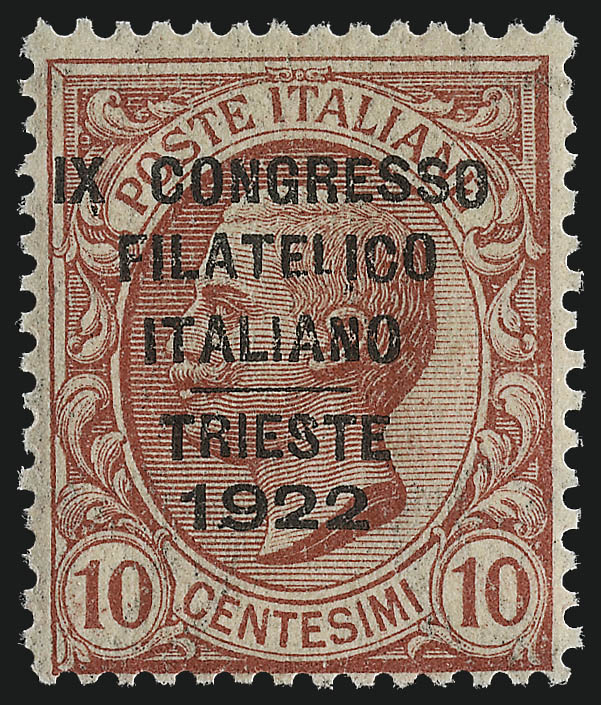 POSTE ITALIANE
IX CONGRESSO
FILATELICO
ITALIANO
TRIESTE
1922
10 CENTESIMI 10